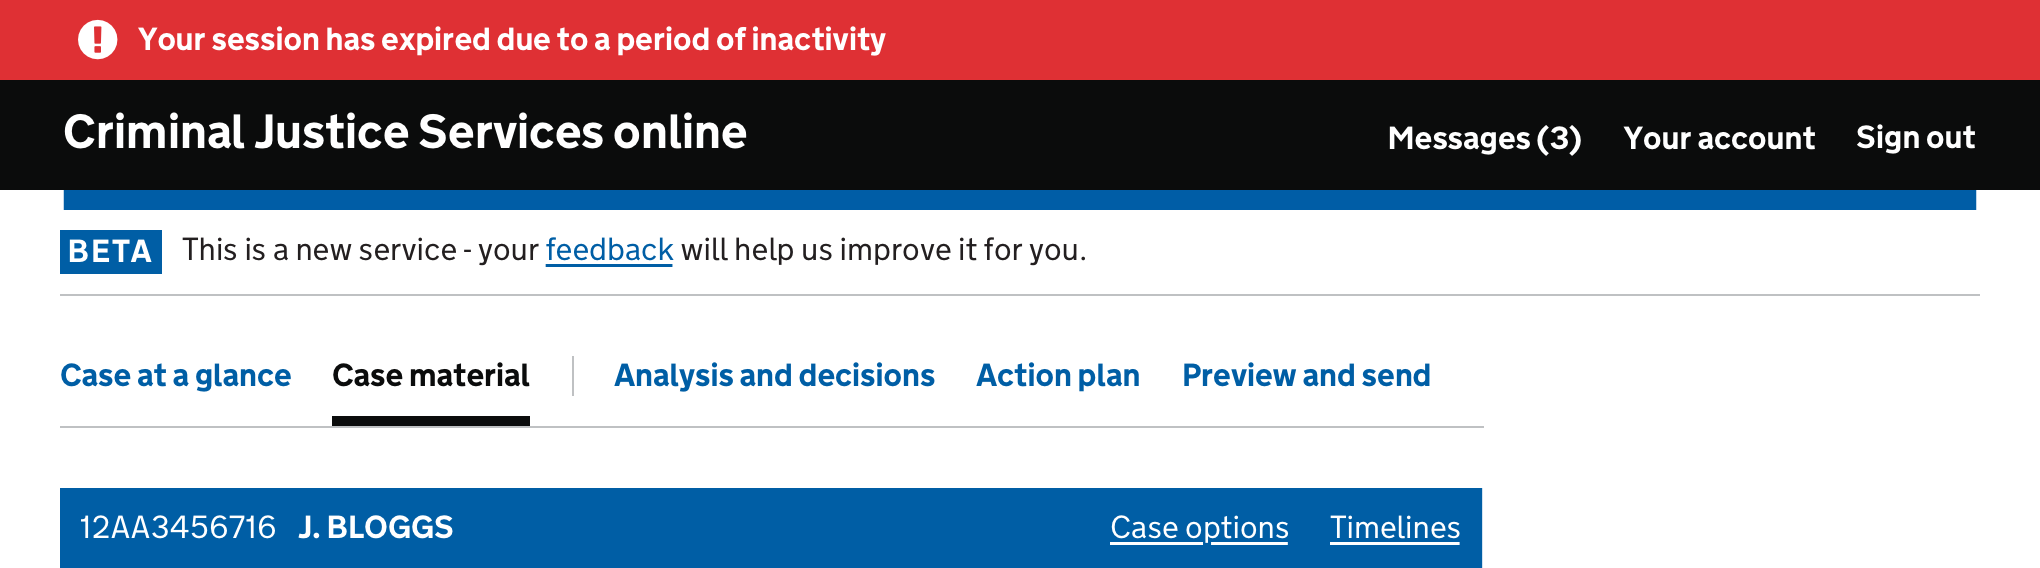 Your session has expired due to a period of inactivity
Criminal Justice Services online
Messages (3) Your account Sign out
BETA This is a new service - your feedback will help us improve it for you.
Case at a glance Case material Analysis and decisions Action plan Preview and send
12AA3456716 J. BLOGGS Case options Timelines